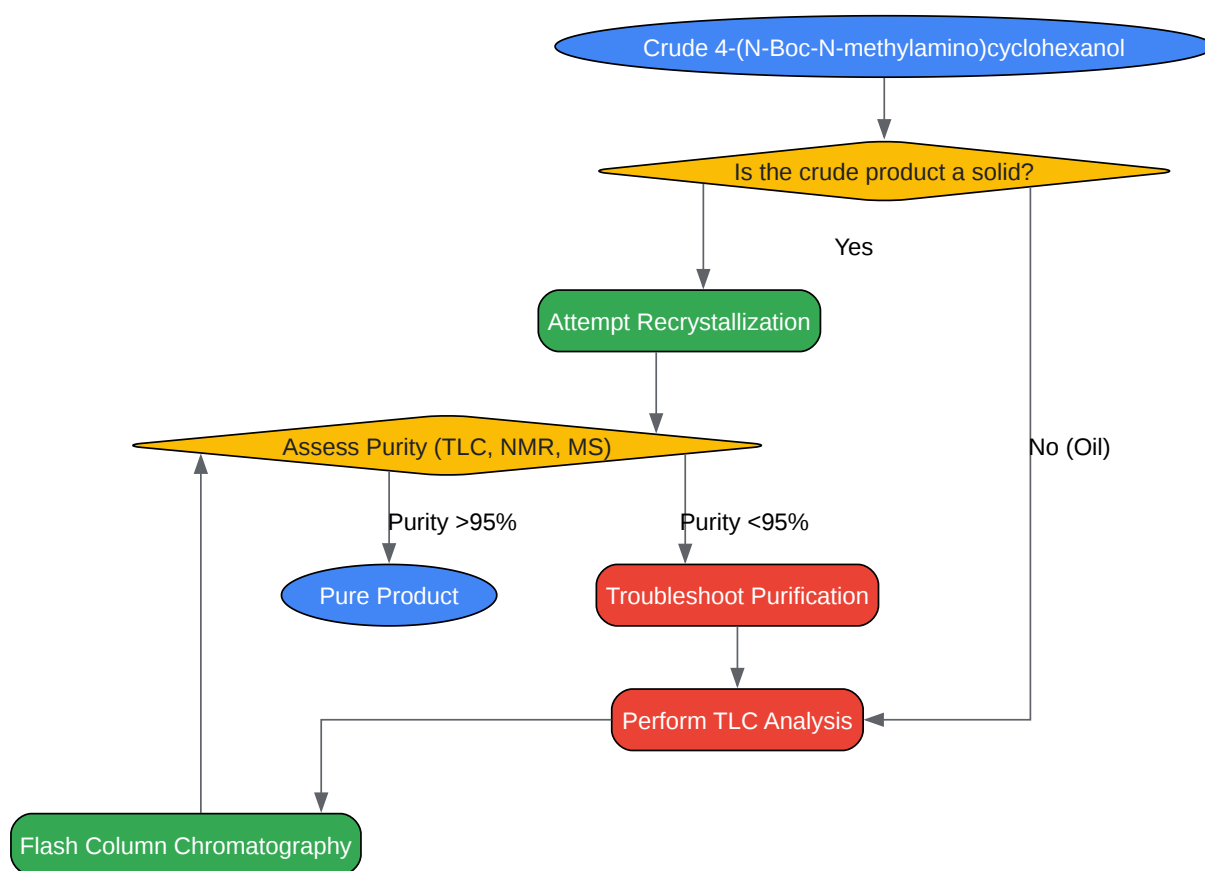 Crude 4-(N-Boc-N-methylamino)cyclohexanol
Is the crude product a solid?
Yes
Attempt Recrystallization
Assess Purity (TLC, NMR, MS)
No (Oil)
Purity >95%
Purity <95%
Pure Product
Troubleshoot Purification
Perform TLC Analysis
Flash Column Chromatography